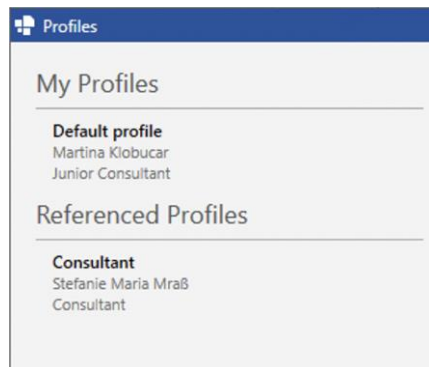 Profiles
My Profiles
Default profile
Martina Klobucar
Junior Consultant
Referenced Profiles
Consultant
Stefanie Maria Mraß
Consultant